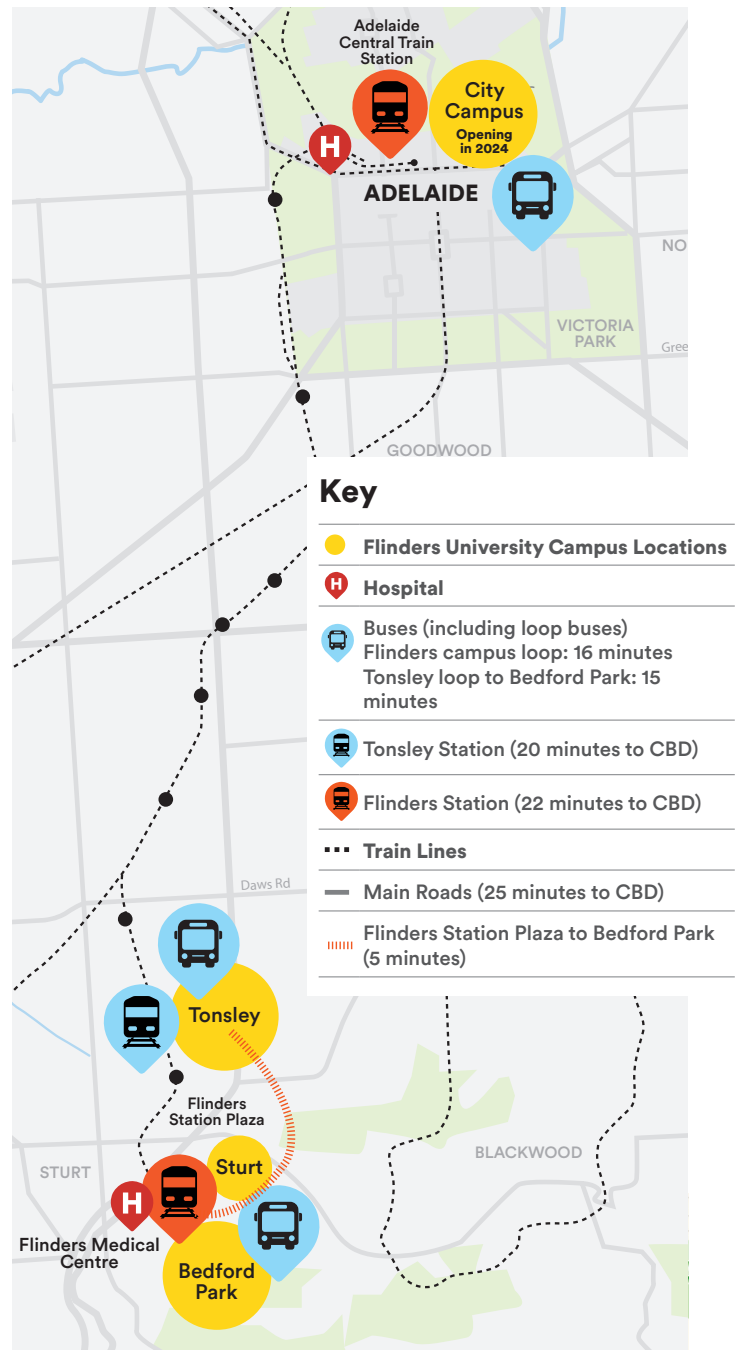 Adelaide
Central Train
Station
City
Campus
Opening
in 2024
H
ADELAIDE
NO
VICTORIA
PARK
Gree
GOODWOOD
Key
Flinders University Campus Locations
H
Hospital
Buses (including loop buses)
Flinders campus loop: 16 minutes
Tonsley loop to Bedford Park: 15
minutes
Tonsley Station (20 minutes to CBD)
Flinders Station (22 minutes to CBD)
Train Lines
Daws Rd
Main Roads (25 minutes to CBD)
Flinders Station Plaza to Bedford Park
(5 minutes)
Tonsley
Flinders
Station Plaza
STURT
Sturt
BLACKWOOD
H
Flinders Medical
Centre
Bedford
Park